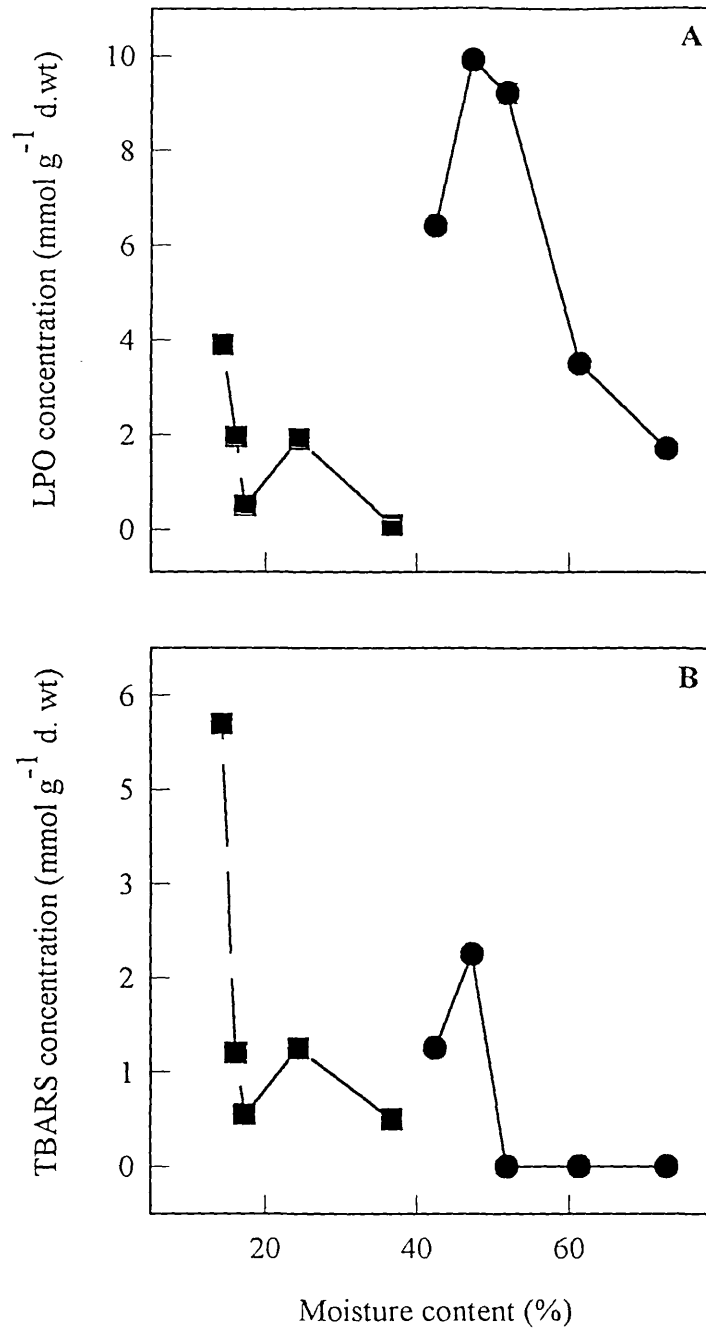 A
LPO concentration (mmol g-1 d.wt)
10
8
6
4
2
0
B
TBARS concentration (mmol g-1 d. wt)
6
5
3
2
1
0
20 40 60
Moisture content (%)